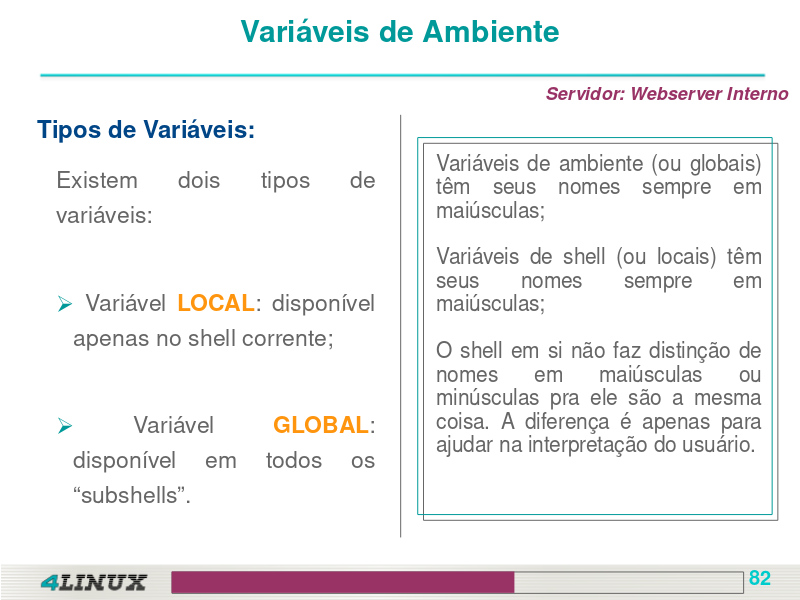 Variáveis de Ambiente
Servidor: Webserver Interno
Tipos de Variáveis:
Existem dois tipos de
variáveis:
Variável LOCAL: disponível
apenas no shell corrente;
Variável GLOBAL:
disponível em todos os
“subshells”.
Variáveis de ambiente (ou globais)
têm seus nomes sempre em
maiúsculas;
Variáveis de shell (ou locais) têm
seus nomes sempre em
maiúsculas;
O shell em si não faz distinção de
nomes em maiúsculas ou
minúsculas pra ele são a mesma
coisa. A diferença é apenas para
ajudar na interpretação do usuário.
4LINUX
82